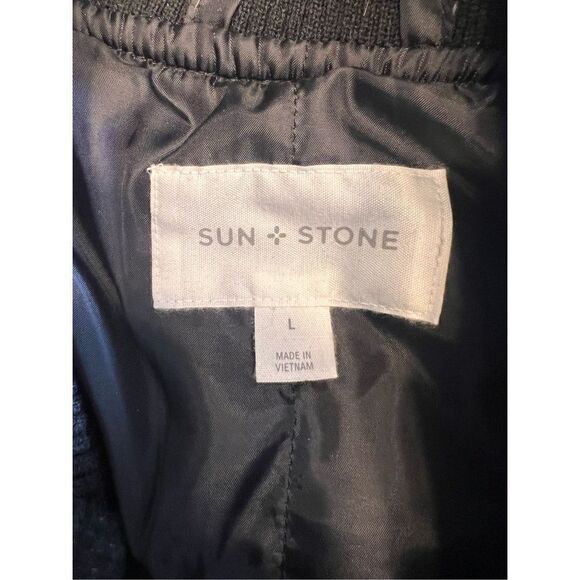 SUN + STONE
L
MADE IN
VIETNAM